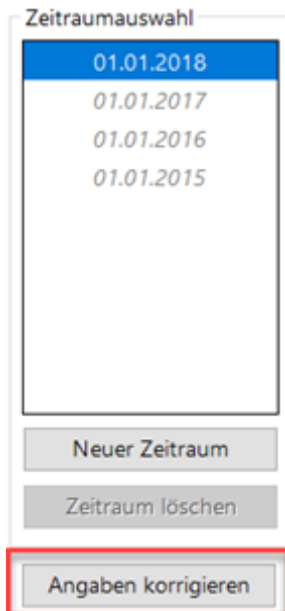 Zeitraumauswahl
01.01.2018
01.01.2017
01.01.2016
01.01.2015
Neuer Zeitraum
Zeitraum löschen
Angaben korrigieren